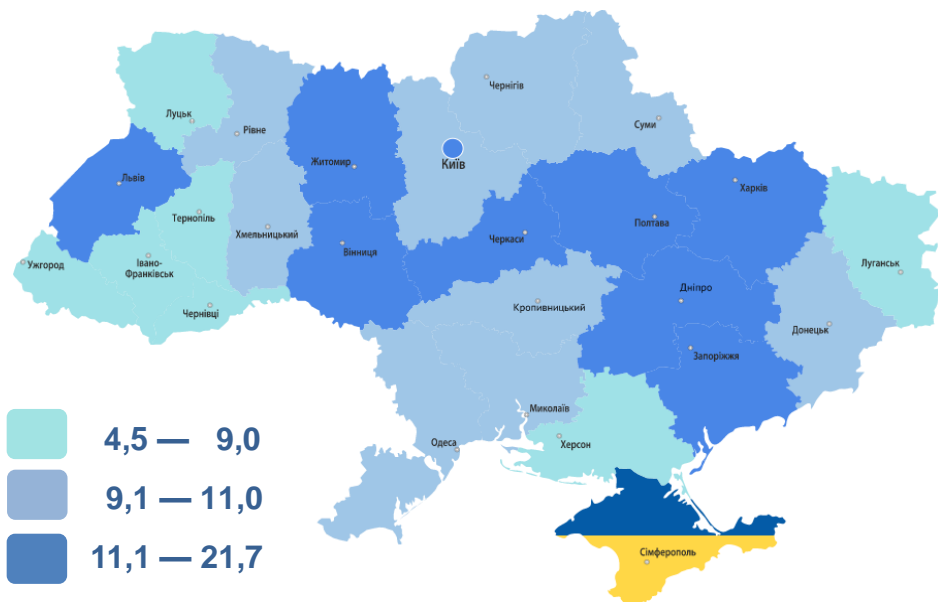 Чернігів
Луцьк
Суми
Рівне
Київ
Житомир
Львів
Харків
Тернопіль
Полтава
Хмельницький
Черкаси
Вінниця
Ужгород
Івано-
Франківськ
Луганськ
Дніпро
Чернівці
Кропивницький
Донецьк
Запоріжжя
Миколаїв
4,5 — 9,0
Одеса
Херсон
9,1 — 11,0
11,1 — 21,7
Сімферополь